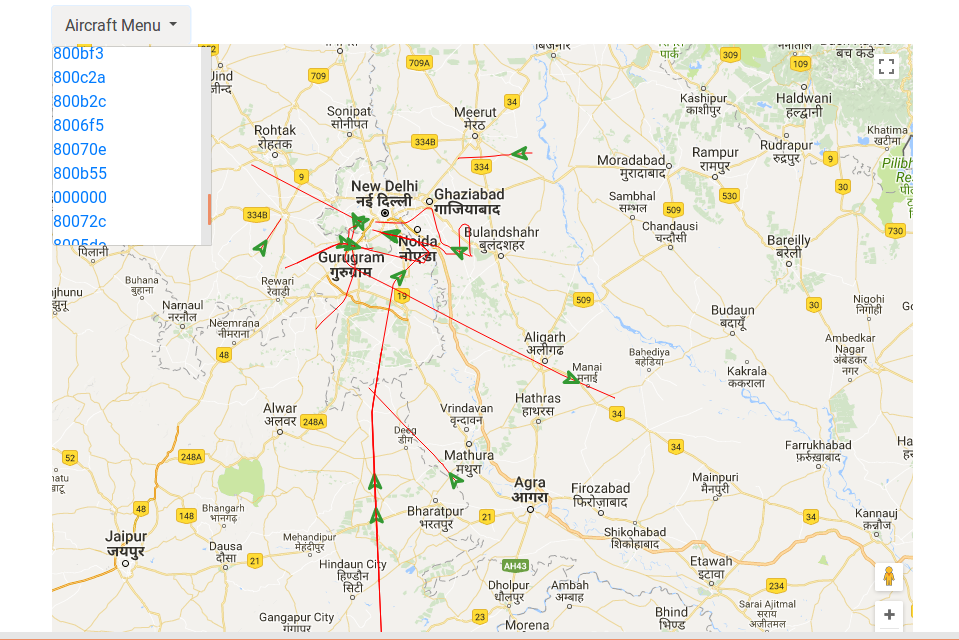 Aircraft Menu
800bf3
800c2a
800b2c
8006f5
80070e
800b55
000000
80072c
8005da
बिजनौर
पार्क
नैनीताल
बच कंडे
309
109
709A
709
Jind
जीन्द
34
Kashipur
काशीपुर
Haldwani
हल्द्वानी
Sonipat
सोनीपत
Meerut
मेरठ
Rohtak
रोहतक
334B
334
Khatima
खटीमा
Rudrapur
रुद्रपुर
9
Moradabad
मुरादाबाद
Rampur
रामपुर
9
New Delhi
नई दिल्ली
Ghaziabad
गाजियाबाद
Sambhal
सम्भल
530
30
509
334B
Chandausi
चन्दौसी
730
Noida
नोएडा
Bulandshahr
बुलंदशहर
Bareilly
बरेली
पिलानी
Gurugram
गुरुग्राम
Rewari
रेवाड़ी
Buhana
बुहाना
19
509
30
Nigohi
निगोही
Narnaul
नारनौल
Neemrana
नीमराना
Budaun
बदायूँ
Aligarh
अलीगढ़
Ambedkar
Nagar
अंबेडकर
नगर
48
Bahediya
बहेडिया
Manai
मनाई
Kakrala
ककराला
Hathras
हाथरस
Alwar
अलवर
248A
Vrindavan
वृन्दावन
34
Deeg
डीग
34
Farrukhabad
फ़र्रुख़ाबाद
52
248A
Mathura
मथुरा
Agra
आगरा
Firozabad
फिरोज़ाबाद
Mainpuri
मैनपुरी
48
148
Bhangarh
भानगढ़
Bharatpur
भरतपुर
21
34
Kannauj
कन्नौज
Jaipur
जयपुर
Mahindipur
मेहंदीपुर
Dausa
दौसा
21
Shikohabad
शिकोहाबाद
Hindaun City
हिण्डौन
सिटी
AH43
Etawah
इटावा
Dholpur
धौलपुर
Ambah
अम्बाह
234
Gangapur City
गंगापुर
23
Morena
Bhind
भिण्ड
Sarai Ajitmal
सराय
अजीतमल
+